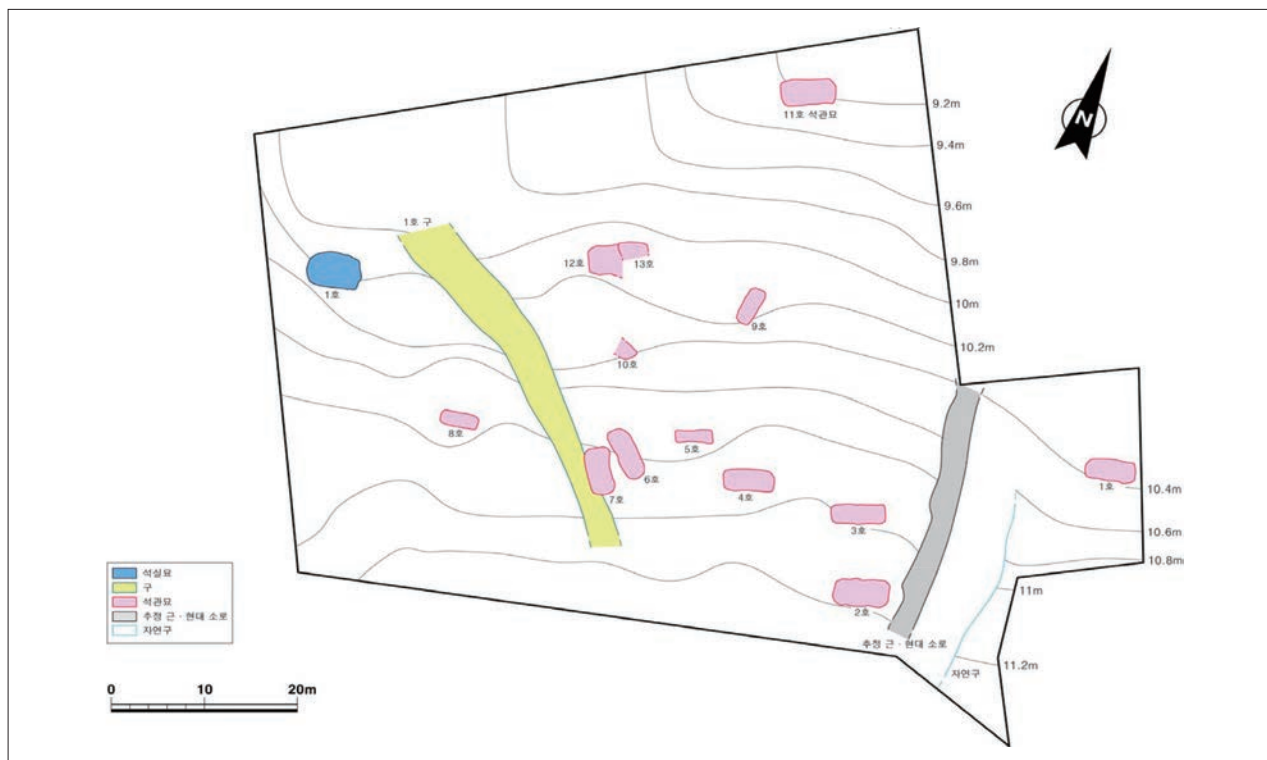 11호 석관묘
N
9.2m
9.4m
9.6m
9.8m
10m
10.2m
1호 구
12호
13호
1호
9호
10호
8호
5호
6호
7호
4호
3호
2호
1호
10.4m
10.6m
10.8m
11m
11.2m
추정 근 · 현대 소로
자연구
석실묘
구
석관묘
추정 근 · 현대 소로
자연구
0 10 20m